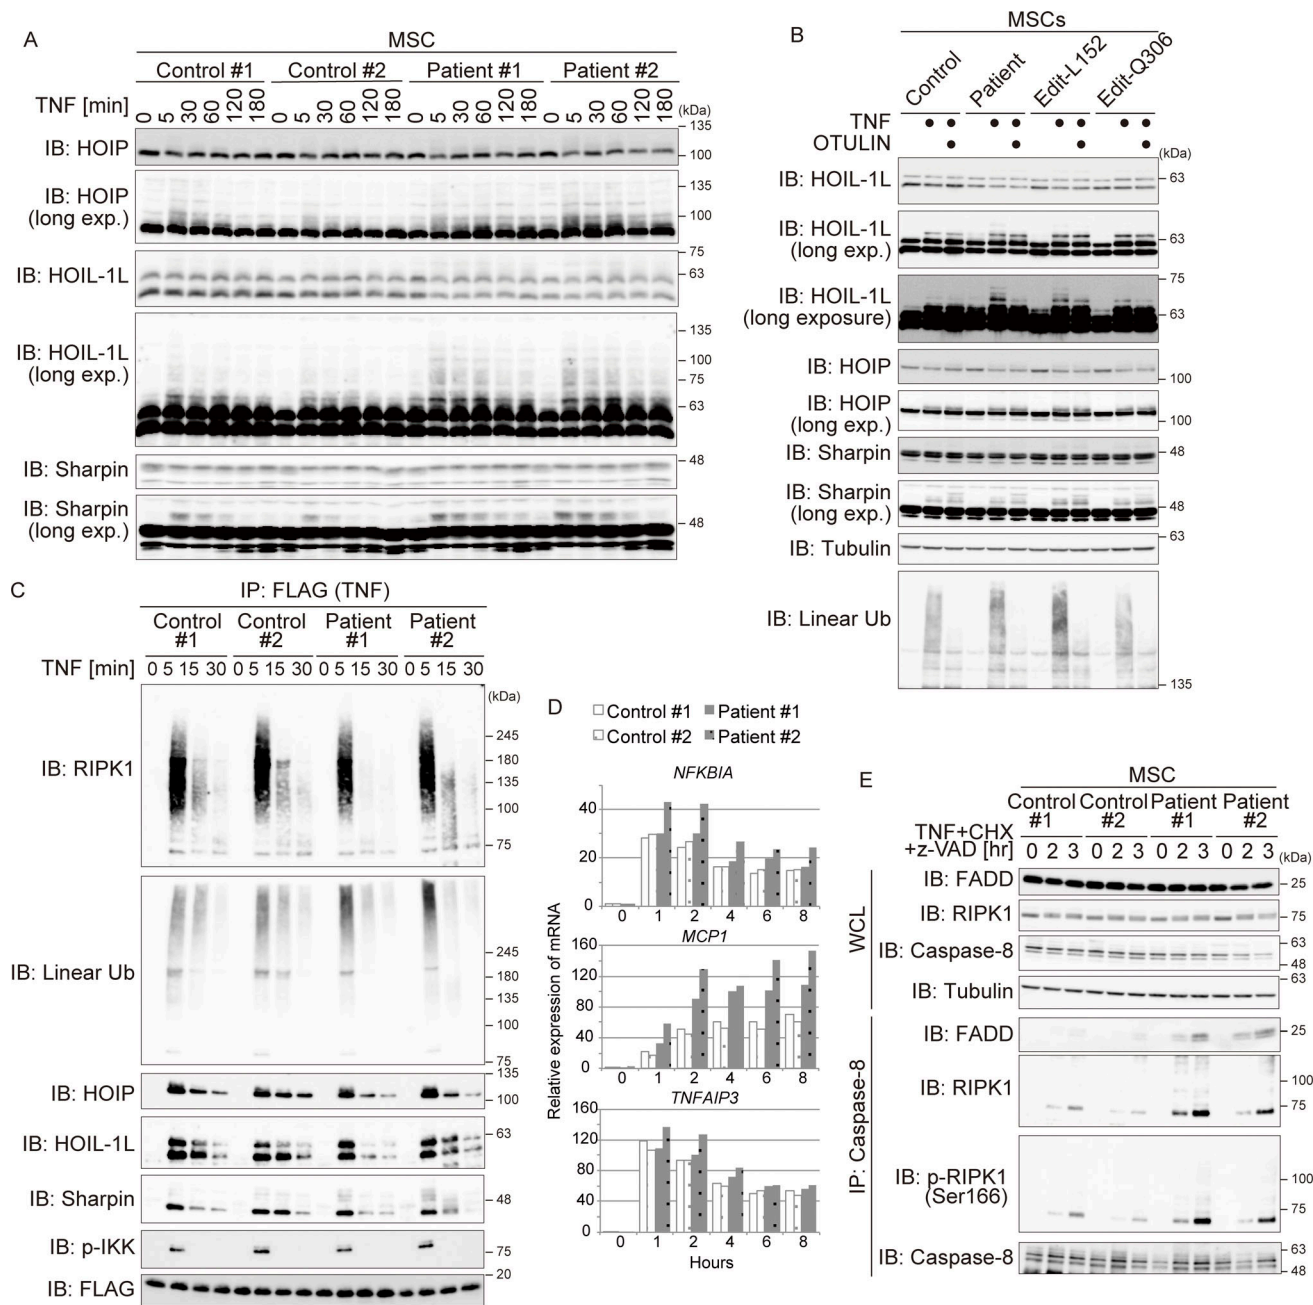 A
MSC
Control #1 Control #2 Patient #1 Patient #2
TNF [min] 0 5 30 60 120 180 0 5 30 60 120 180 0 5 30 60 120 180 0 5 30 60 120 180 (kDa)
135
IB: HOIP
100
IB: HOIP
(long exp.)
135
100
75
IB: HOIL-1L
63
IB: HOIL-1L
(long exp.)
135
100
75
63
IB: Sharpin
48
IB: Sharpin
(long exp.)
48
B
MSCs
Control Patient Edit-L152 Edit-Q306
TNF
OTULIN
(kDa)
IB: HOIL-1L
63
IB: HOIL-1L
(long exp.)
63
IB: HOIL-1L
(long exposure)
75
63
IB: HOIP
100
IB: HOIP
(long exp.)
100
IB: Sharpin
48
IB: Sharpin
(long exp.)
48
IB: Tubulin
63
IB: Linear Ub
135
C
IP: FLAG (TNF)
Control Control Patient Patient
#1 #2 #1 #2
TNF [min] 0 5 15 30 0 5 15 30 0 5 15 30 0 5 15 30
(kDa)
IB: RIPK1
245
180
135
100
75
IB: Linear Ub
245
180
135
100
75
IB: HOIP
135
100
IB: HOIL-1L
63
IB: Sharpin
48
IB: p-IKK
75
20
IB: FLAG
D
Control #1 Patient #1
Control #2 Patient #2
Relative expression of mRNA
NFKBIA
40
20
0
0 1 2 4 6 8
MCP1
160
120
80
40
0
0 1 2 4 6 8
TNFAIP3
160
120
80
40
0
0 1 2 4 6 8
Hours
E
MSC
Control Control Patient Patient
#1 #2 #1 #2
TNF+CHX
+z-VAD [hr] 0 2 3 0 2 3 0 2 3 0 2 3 (kDa)
WCL
IB: FADD
25
IB: RIPK1
75
IB: Caspase-8
63
48
IB: Tubulin
48
IP: Caspase-8
IB: FADD
25
IB: RIPK1
100
75
IB: p-RIPK1
(Ser166)
100
75
IB: Caspase-8
63
48